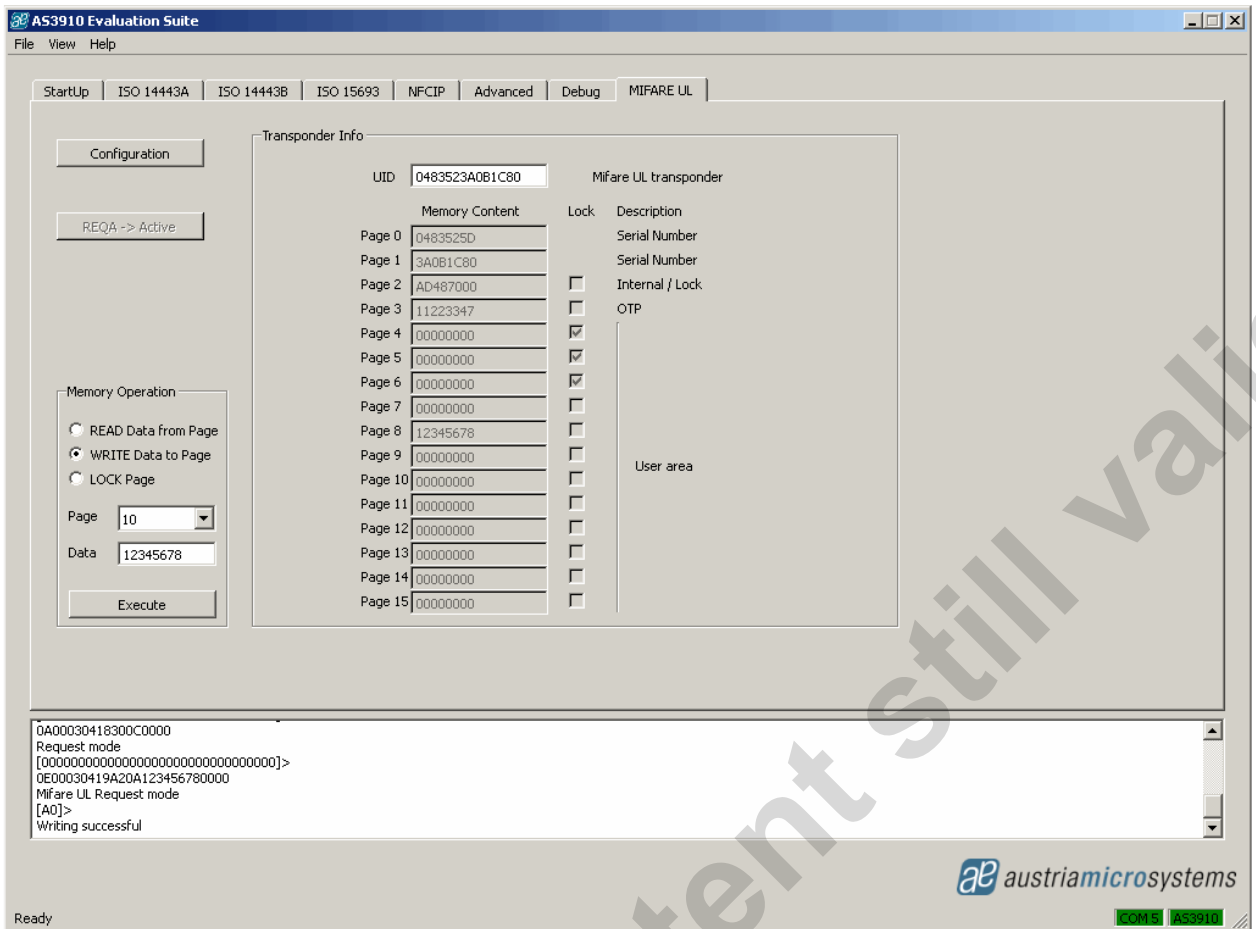 AS3910 Evaluation Suite
File View Help
StartUp ISO 14443A ISO 14443B ISO 15693 NFCIP Advanced Debug MIFARE UL
Configuration
REQA -> Active
Transponder Info
UID 0483523A0B1C80 Mifare UL transponder
Memory Content Lock Description
Page 0 0483525D Serial Number
Page 1 3A0B1C80 Serial Number
Page 2 AD487000 Internal / Lock
Page 3 11223347 OTP
Page 4 00000000
Page 5 00000000
Page 6 00000000
Page 7 00000000
Page 8 12345678
Page 9 00000000
Page 10 00000000
Page 11 00000000
Page 12 00000000
Page 13 00000000
Page 14 00000000
Page 15 00000000
User area
Memory Operation
READ Data from Page
WRITE Data to Page
LOCK Page
Page 10
Data 12345678
Execute
0A00030418300C0000
Request mode
[00000000000000000000000000000000]>
0E00030419A20A123456780000
Mifare UL Request mode
[A0]>
Writing successful
austriamicrosystems
Ready
COM 5 AS3910
still